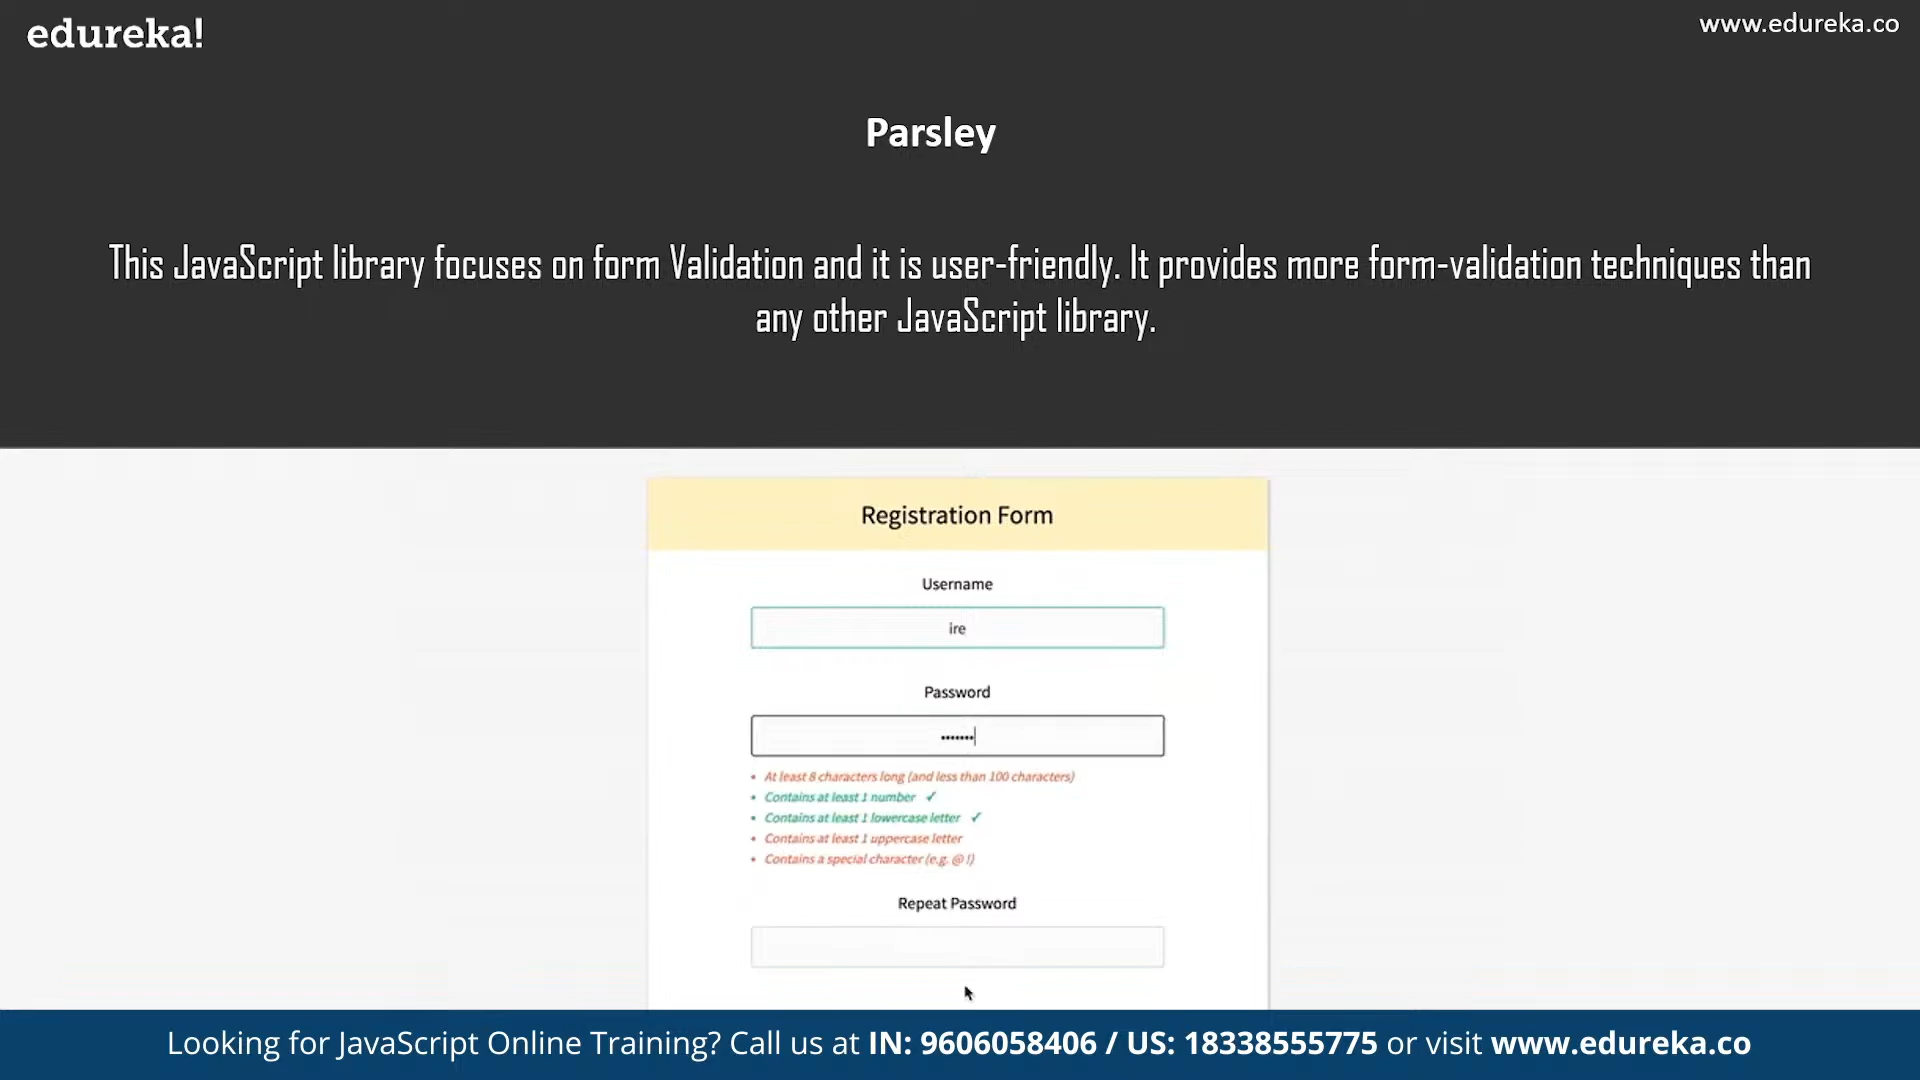 edureka!
www.edureka.co
Parsley
This JavaScript library focuses on form Validation and it is user-friendly. It provides more form-validation techniques than
any other JavaScript library.
Registration Form
Username
ire
Password
•••••••
• At least 8 characters long (and less than 100 characters)
• Contains at least 1 number ✓
• Contains at least 1 lowercase letter ✓
• Contains at least 1 uppercase letter
• Contains a special character (e.g. @ !)
Repeat Password
Looking for JavaScript Online Training? Call us at IN: 9606058406 / US: 18338555775 or visit www.edureka.co